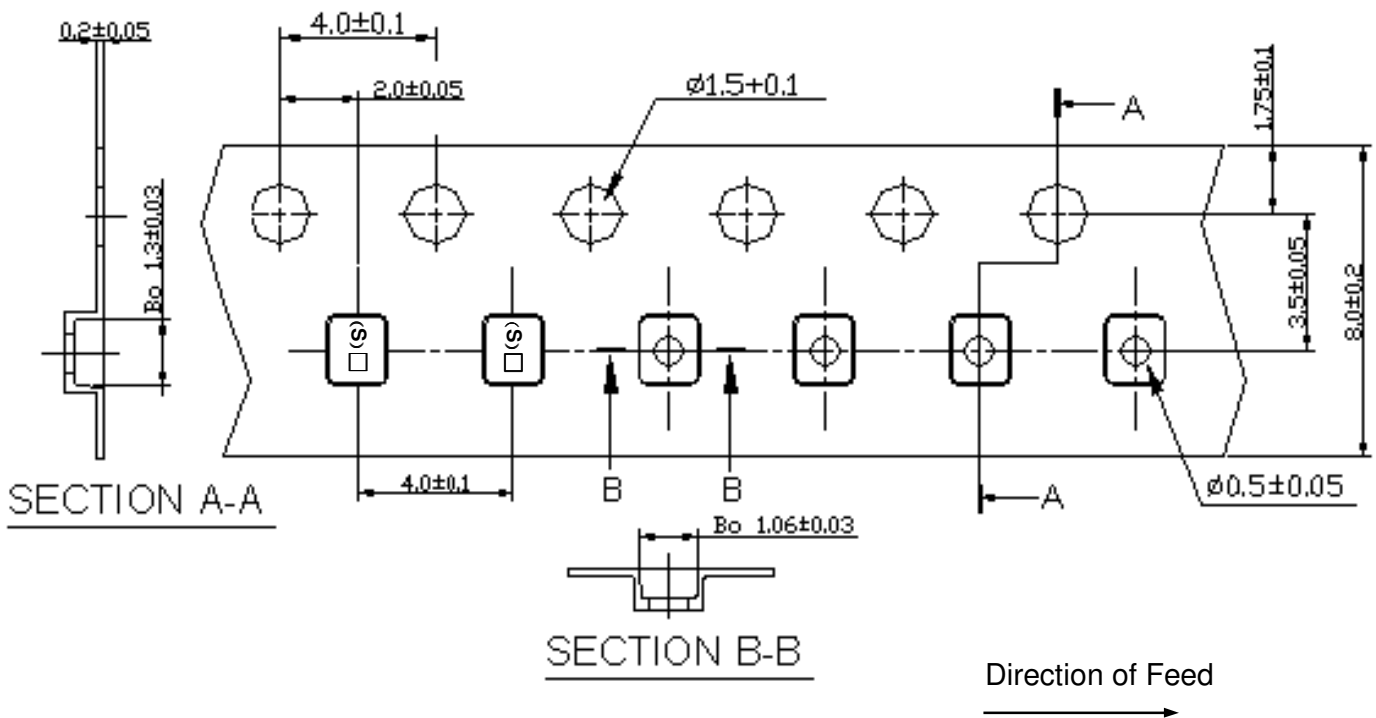 0.2±0.05
4.0±0.1
2.0±0.05
ø1.5+0.1
A
1.75±0.1
Bo 1.3±0.03
3.5±0.05
8.0±0.2
(S)□
(S)□
SECTION A-A
4.0±0.1
B
B
A
ø0.5±0.05
Bo 1.06±0.03
SECTION B-B
Direction of Feed